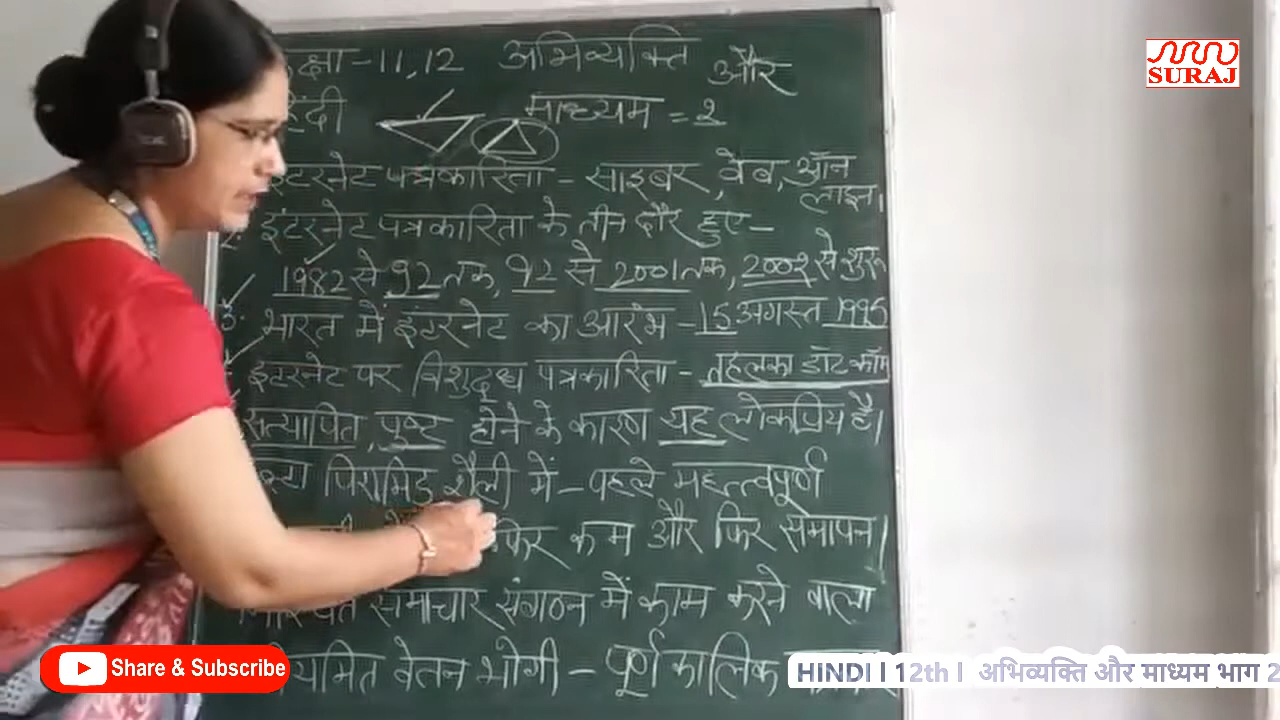 कक्षा-11,12 अभिव्यक्ति और
हिंदी माध्यम = २
SURAJ
इंटरनेट पत्रकारिता - साइबर, वेब, ऑन
लाइन।
2. इंटरनेट पत्रकारिता के तीन दौर हुए-
1982 से 92 तक, 92 से 2001 तक, 2002 से शुरू
3. भारत में इंटरनेट का आरंभ - 15 अगस्त 1995
इंटरनेट पर विशुद्ध पत्रकारिता - तहलका डॉट कॉम
सत्यापित, पुष्ट होने के कारण यह लोकप्रिय है।
पिरामिड शैली में - पहले महत्त्वपूर्ण
फिर कम और फिर समापन।
समाचार संगठन में काम करने वाला
नियमित वेतन भोगी - पूर्णकालिक
Share & Subscribe
HINDI l 12th l अभिव्यक्ति और माध्यम भाग 2